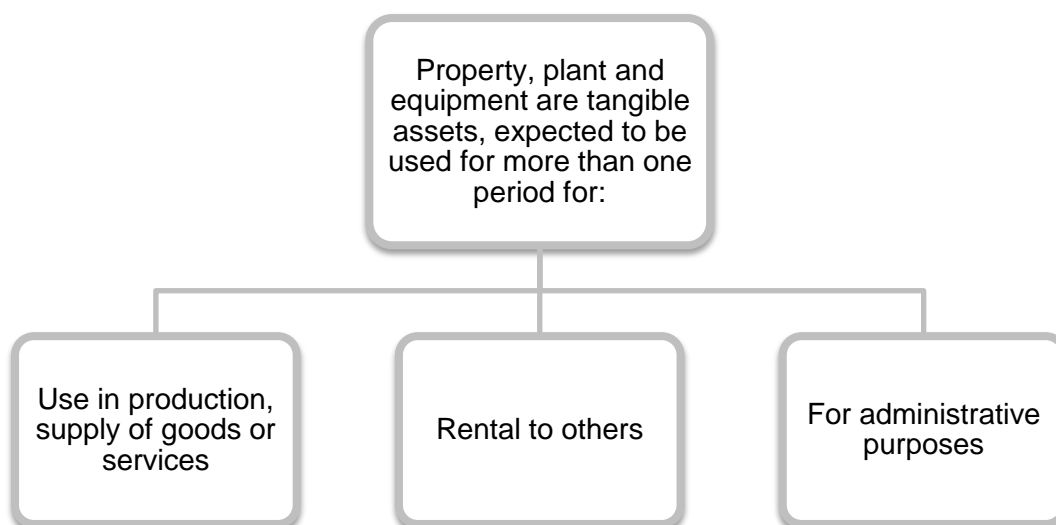 Property, plant and
equipment are tangible
assets, expected to be
used for more than one
period for:
Use in production,
supply of goods or
services
Rental to others
For administrative
purposes